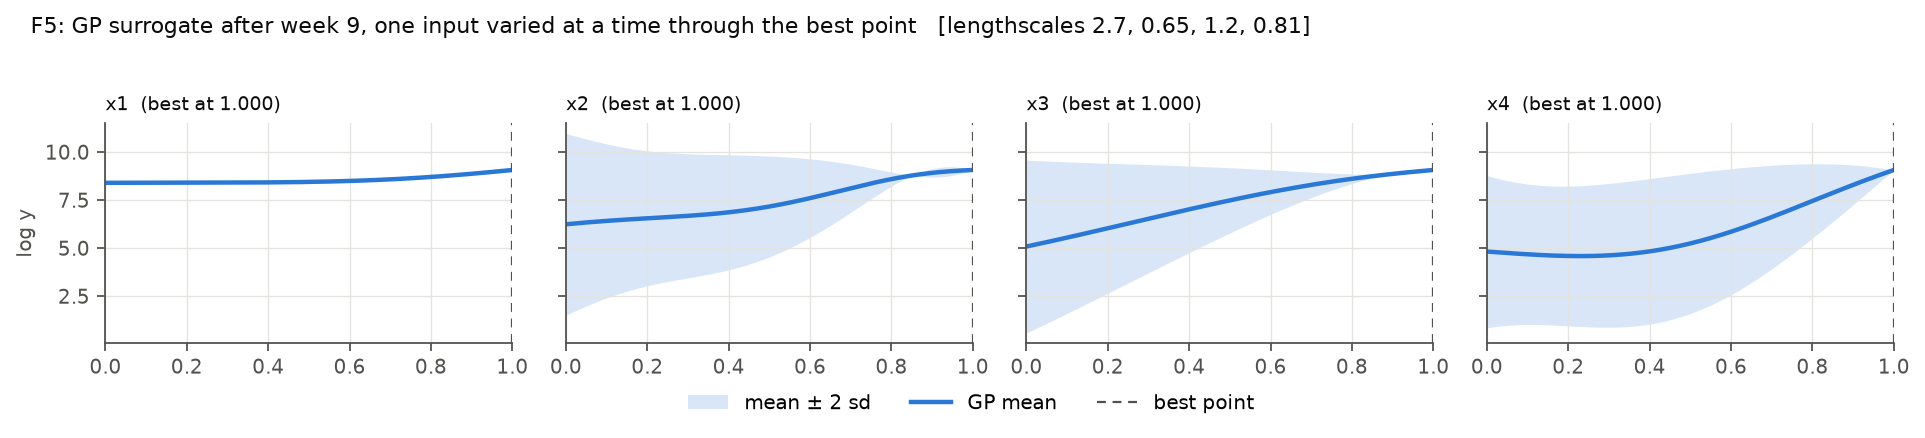 F5: GP surrogate after week 9, one input varied at a time through the best point   [lengthscales 2.7, 0.65, 1.2, 0.81]
x1  (best at 1.000)
x2  (best at 1.000)
x3  (best at 1.000)
x4  (best at 1.000)
log y
10.0
7.5
5.0
2.5
0.0 0.2 0.4 0.6 0.8 1.0
0.0 0.2 0.4 0.6 0.8 1.0
0.0 0.2 0.4 0.6 0.8 1.0
0.0 0.2 0.4 0.6 0.8 1.0
mean ± 2 sd
GP mean
best point